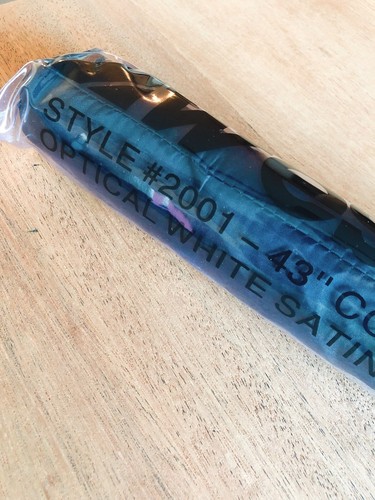 STYLE #2001 – 43" CO
OPTICAL WHITE SATIN